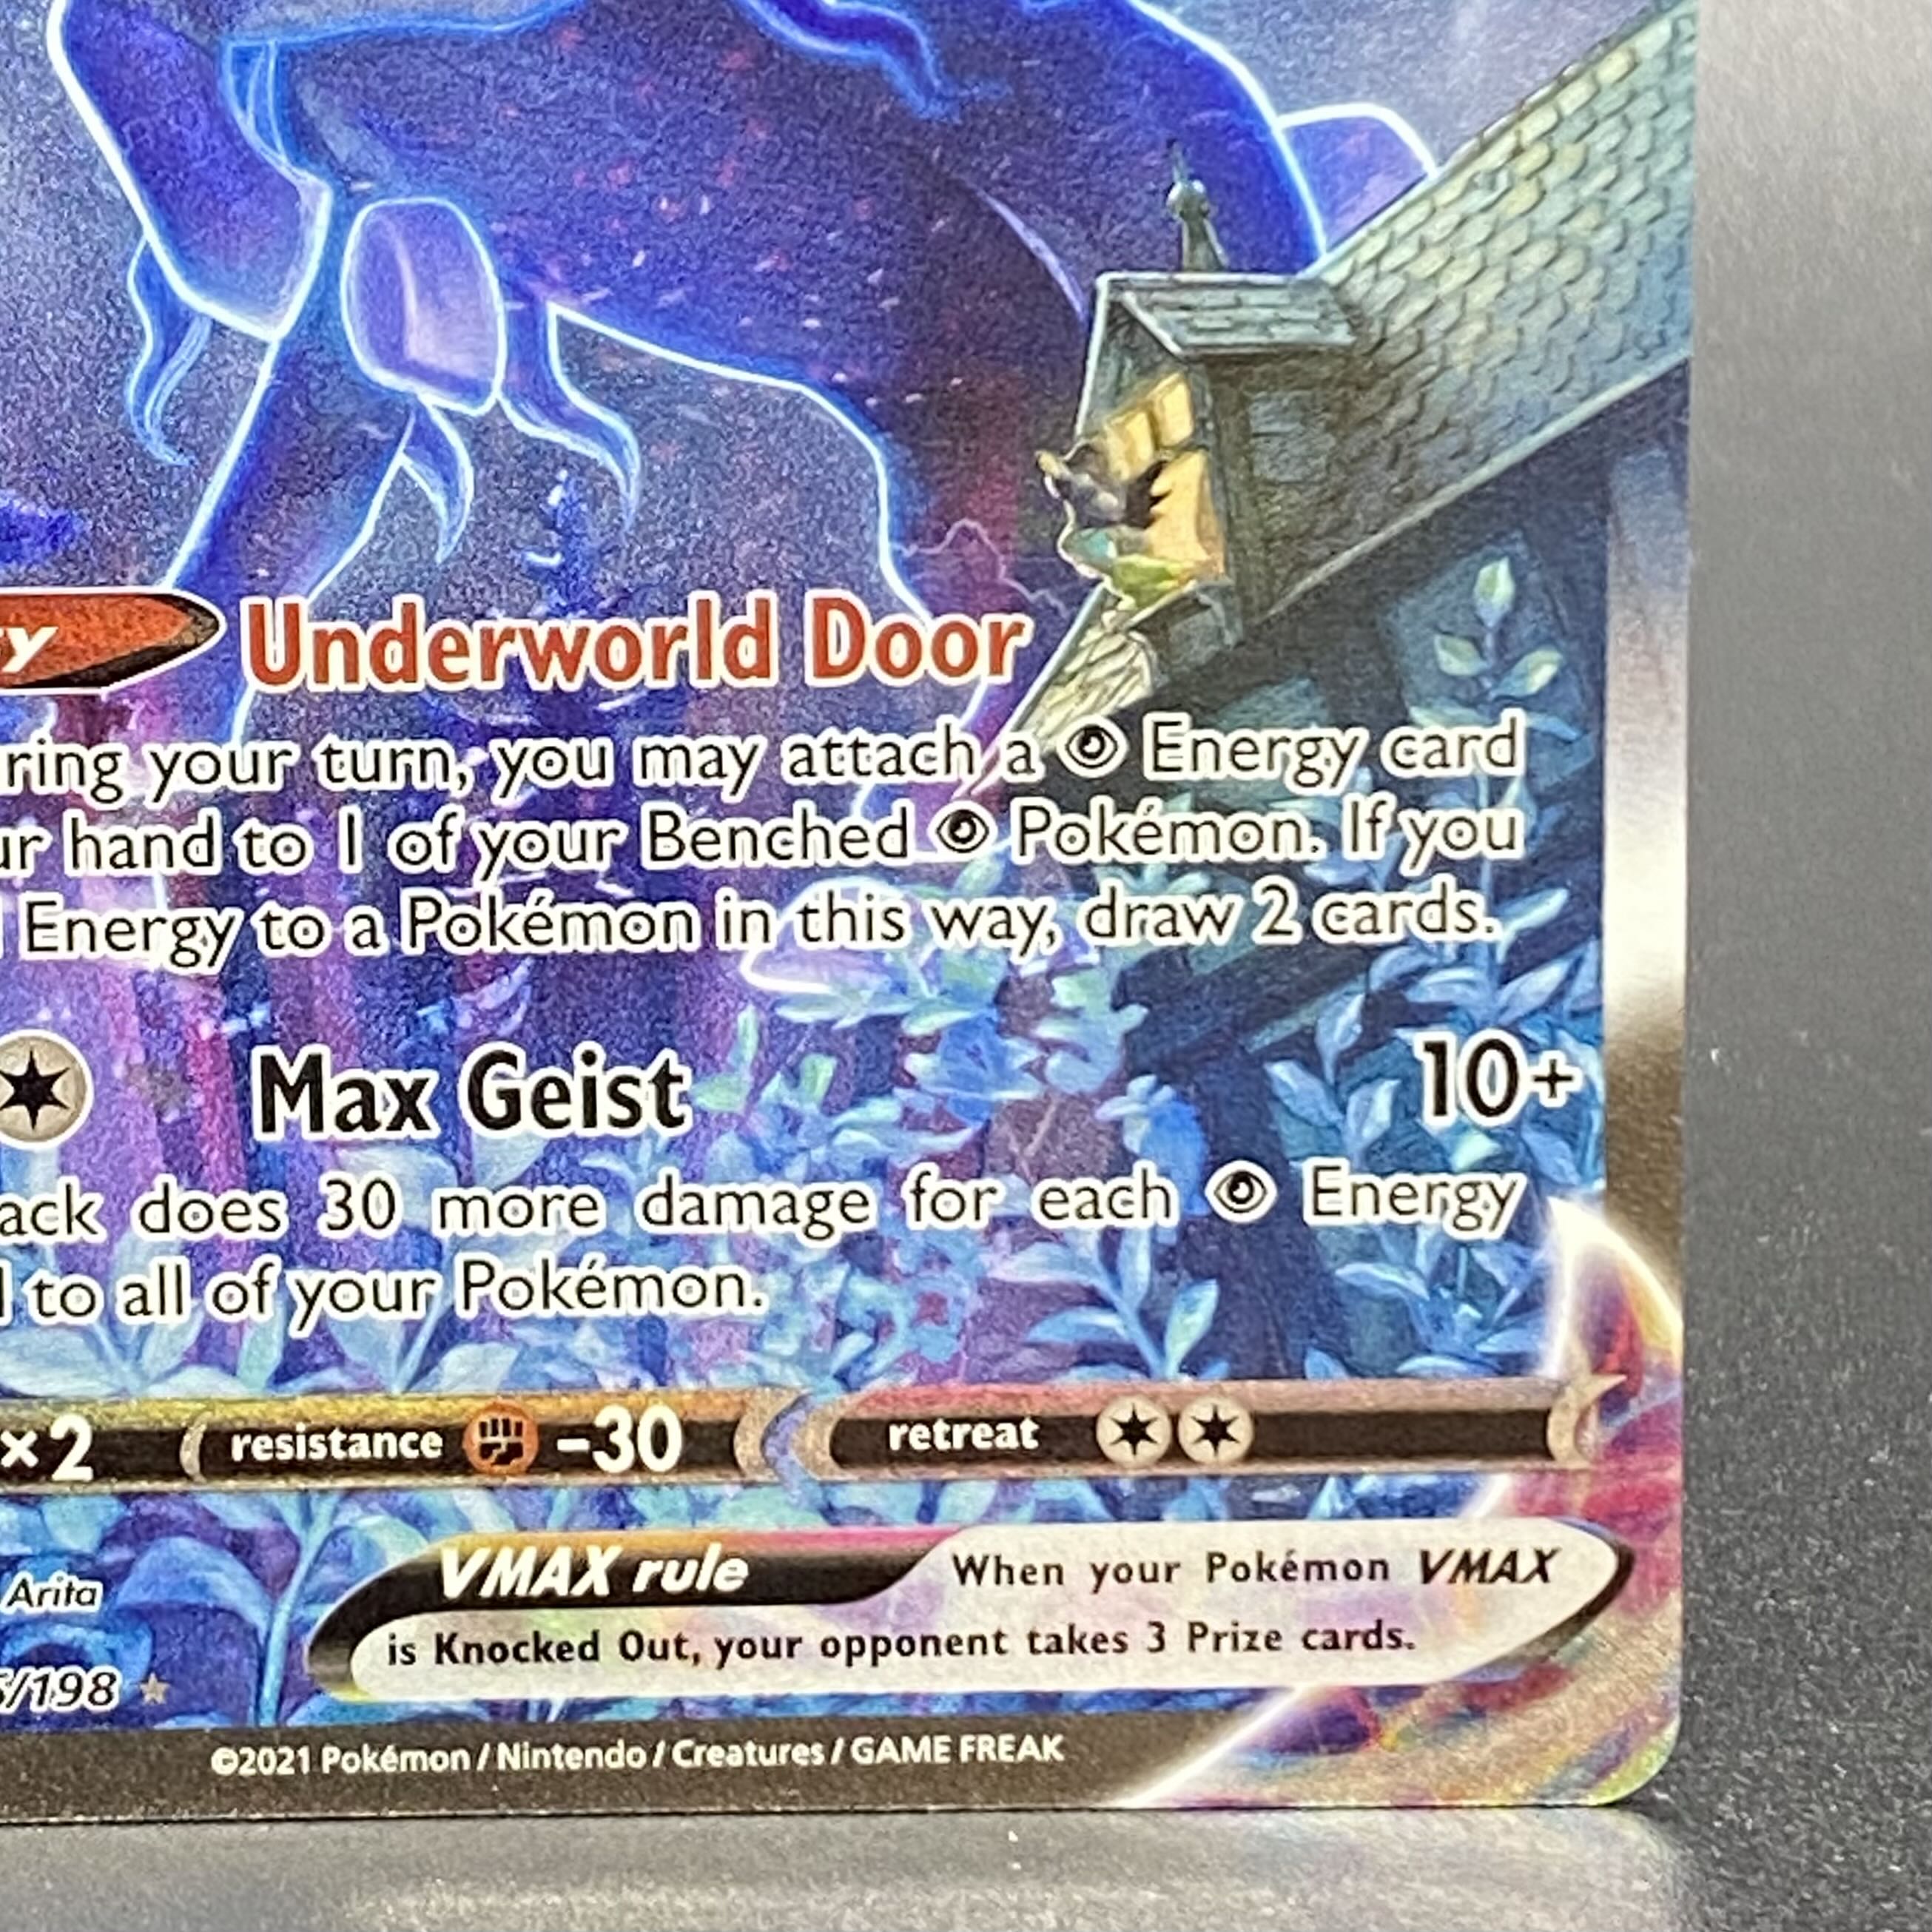 y Underworld Door
ring your turn, you may attach a Energy card
ur hand to 1 of your Benched Pokémon. If you
Energy to a Pokémon in this way, draw 2 cards.
Max Geist 10+
ack does 30 more damage for each Energy
to all of your Pokémon.
×2 resistance -30 retreat
VMAX rule When your Pokémon VMAX
is Knocked Out, your opponent takes 3 Prize cards.
Arita
/198
©2021 Pokémon / Nintendo / Creatures / GAME FREAK